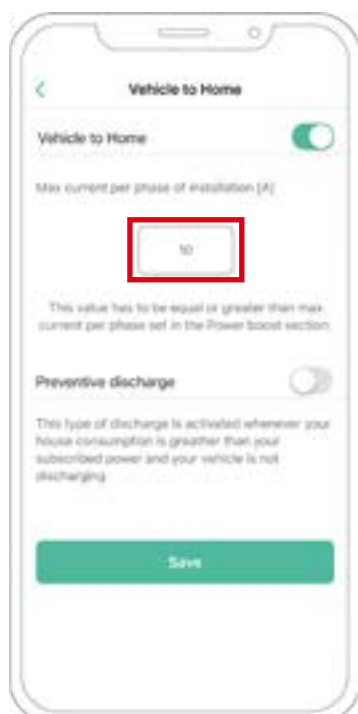 Vehicle to Home
Vehicle to Home
Max current per phase of installation [A]
10
This value has to be equal or greater than max
current per phase set in the Power boost section
Preventive discharge
This type of discharge is activated whenever your
house consumption is greather than your
subscribed power and your vehicle is not
discharging
Save